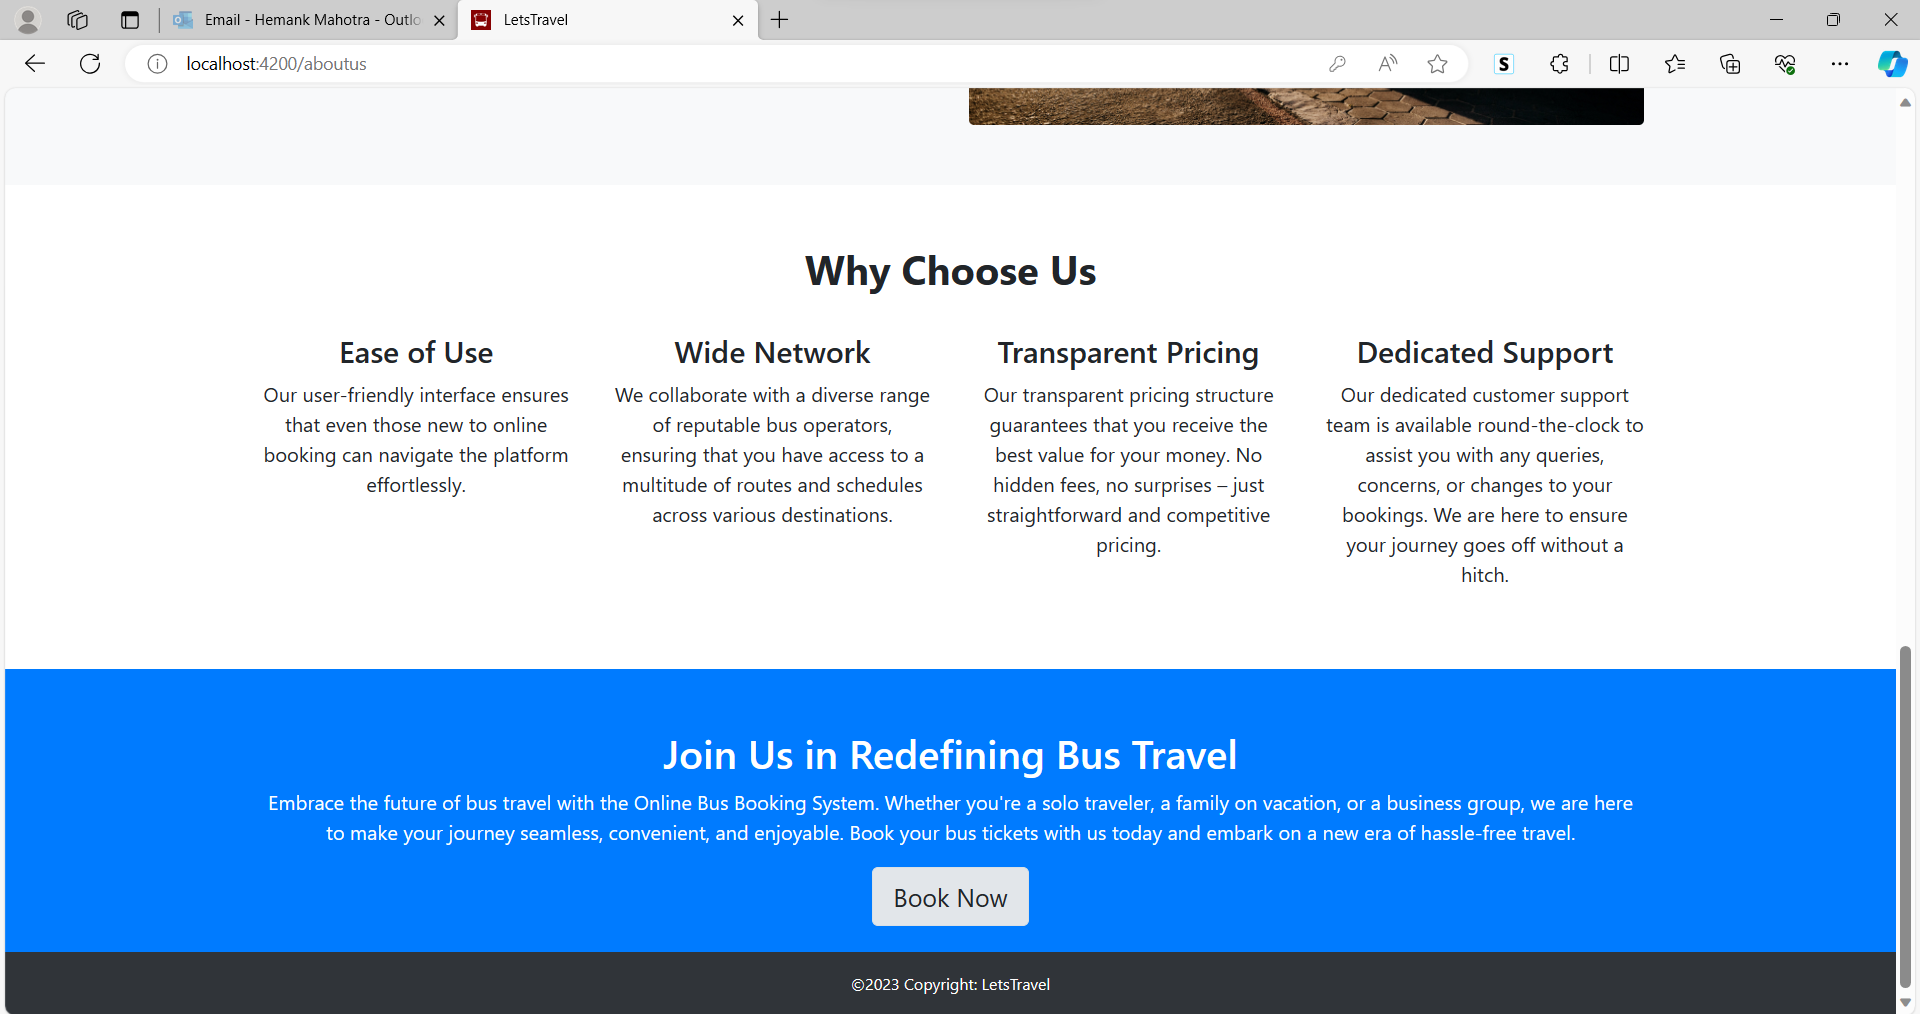 Email - Hemank Mahotra - Outlo
LetsTravel
localhost:4200/aboutus
Why Choose Us
Ease of Use
Our user-friendly interface ensures
that even those new to online
booking can navigate the platform
effortlessly.
Wide Network
We collaborate with a diverse range
of reputable bus operators,
ensuring that you have access to a
multitude of routes and schedules
across various destinations.
Transparent Pricing
Our transparent pricing structure
guarantees that you receive the
best value for your money. No
hidden fees, no surprises – just
straightforward and competitive
pricing.
Dedicated Support
Our dedicated customer support
team is available round-the-clock to
assist you with any queries,
concerns, or changes to your
bookings. We are here to ensure
your journey goes off without a
hitch.
Join Us in Redefining Bus Travel
Embrace the future of bus travel with the Online Bus Booking System. Whether you're a solo traveler, a family on vacation, or a business group, we are here
to make your journey seamless, convenient, and enjoyable. Book your bus tickets with us today and embark on a new era of hassle-free travel.
Book Now
©2023 Copyright: LetsTravel